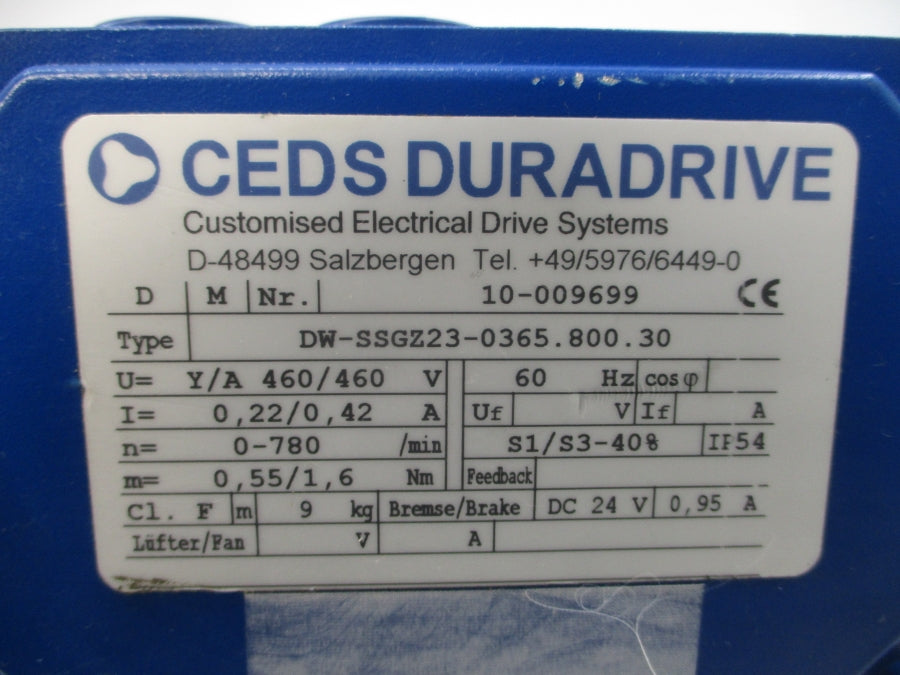 CEDS DURADRIVE
Customised Electrical Drive Systems
D-48499 Salzbergen Tel. +49/5976/6449-0
D M Nr. 10-009699 CE
Type DW-SSGZ23-0365.800.30
U= Y/A 460/460 V 60 Hz cosφ
I= 0,22/0,42 A Uf V If A
n= 0-780 /min S1/S3-40% IP54
m= 0,55/1,6 Nm Feedback
Cl. F m 9 kg Bremse/Brake DC 24 V 0,95 A
Lüfter/Fan V A